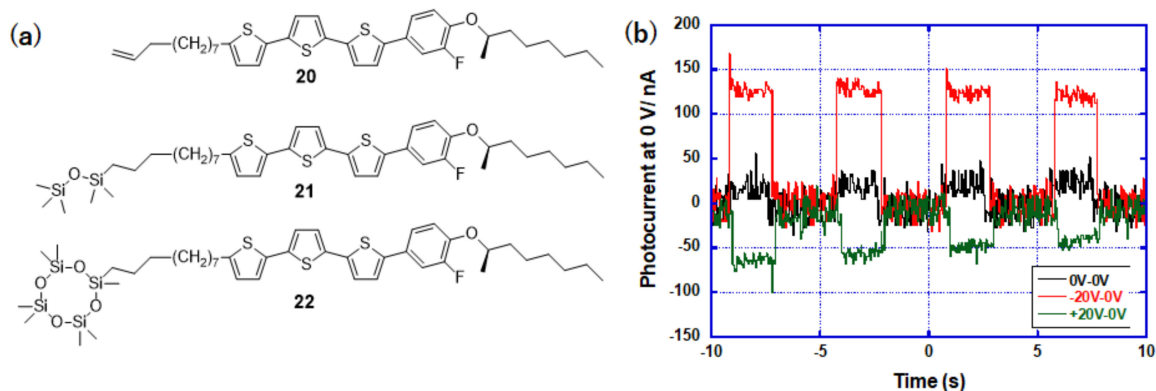 (a)
(CH₂)₇
S
S
S
O
F
20
Si
O
Si
(CH₂)₇
S
S
S
O
F
21
Si
O
Si
O
Si
O
Si
O
(CH₂)₇
S
S
S
O
F
22
(b)
Photocurrent at 0 V/ nA
200
150
100
50
0
-50
-100
-150
0V-0V
-20V-0V
+20V-0V
-10
-5
0
5
10
Time (s)